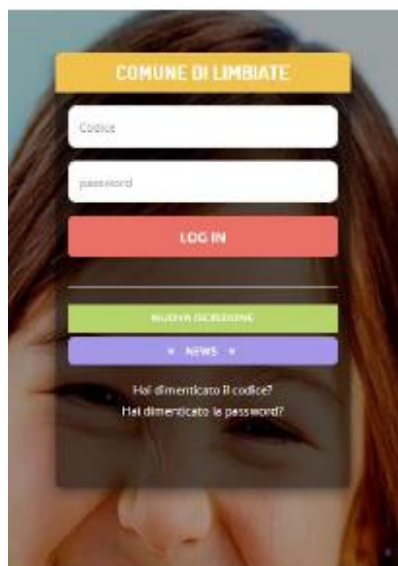 COMUNE DI LIMBIATE
Codice
password
LOG IN
NUOVA ISCRIZIONE
NEWS
Hai dimenticato il codice?
Hai dimenticato la password?